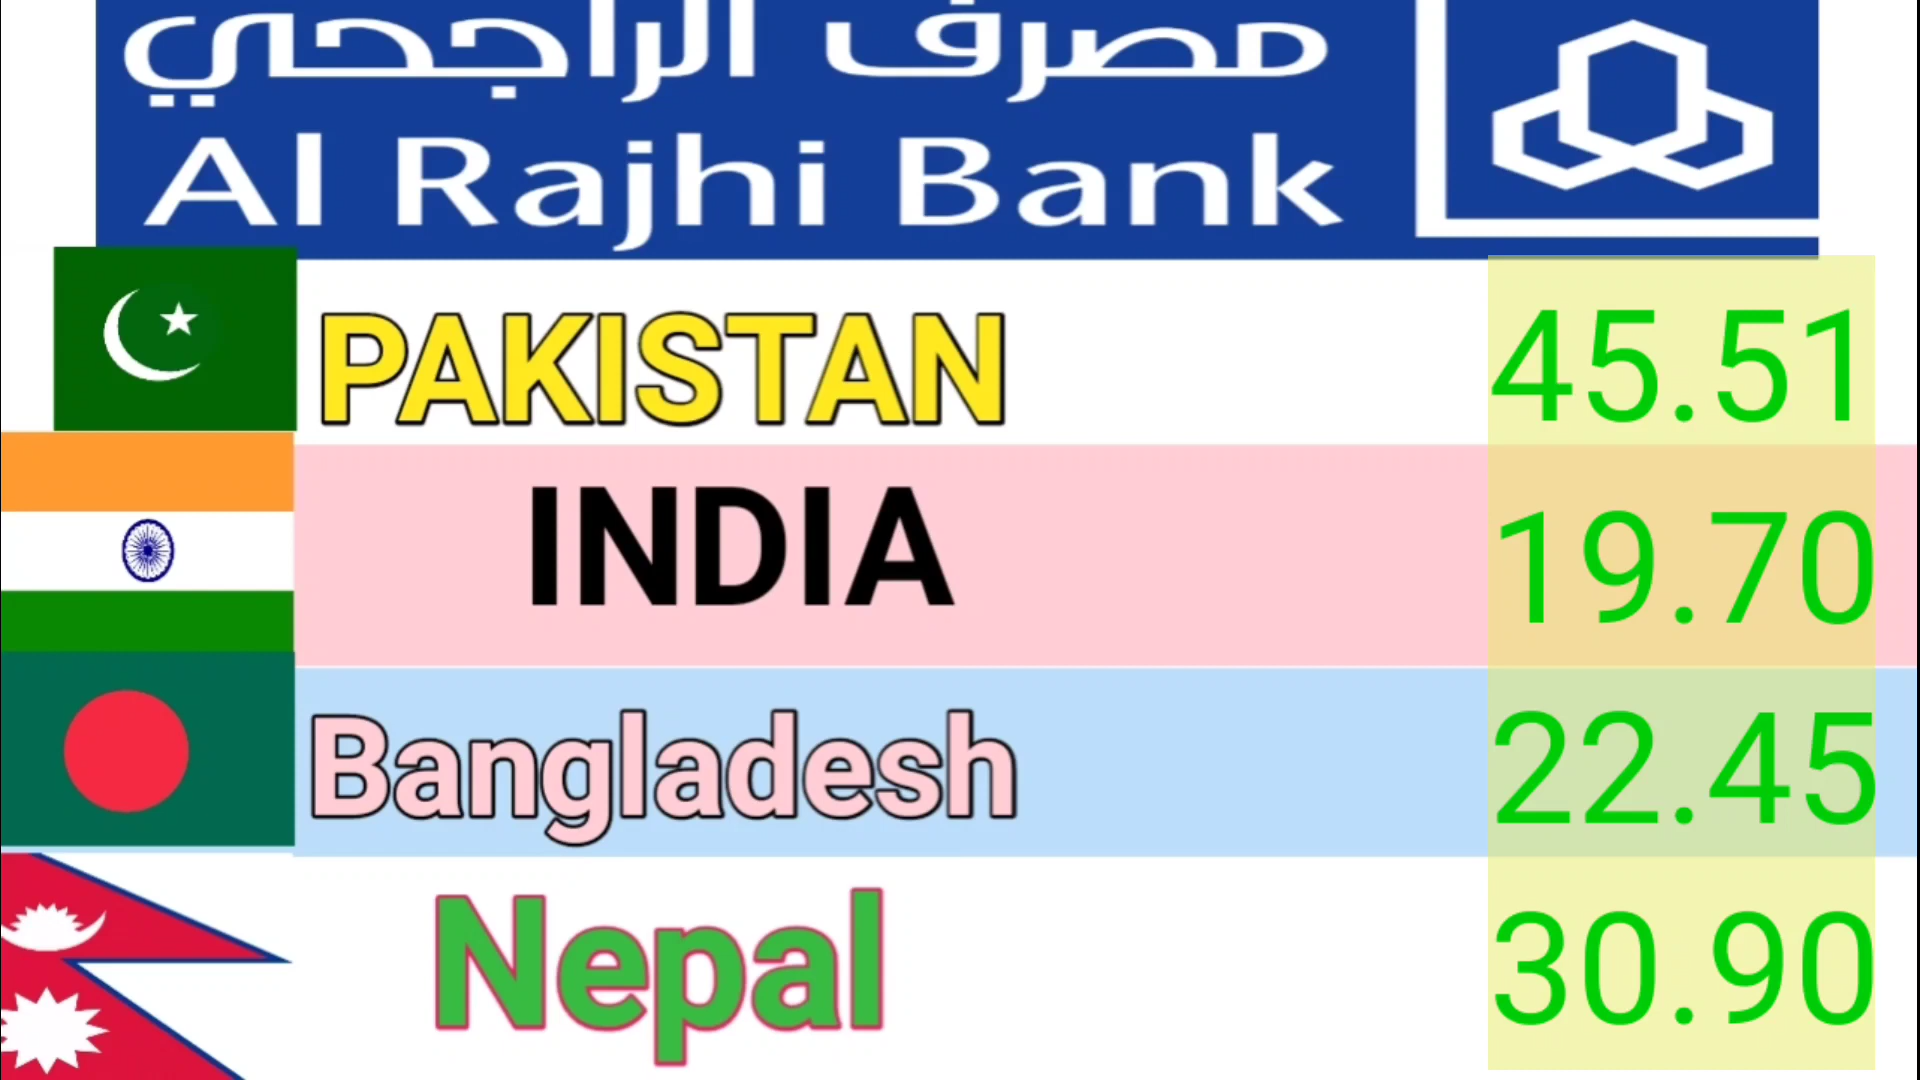 مصرف الراجحي
Al Rajhi Bank
PAKISTAN 45.51
INDIA 19.70
Bangladesh 22.45
Nepal 30.90